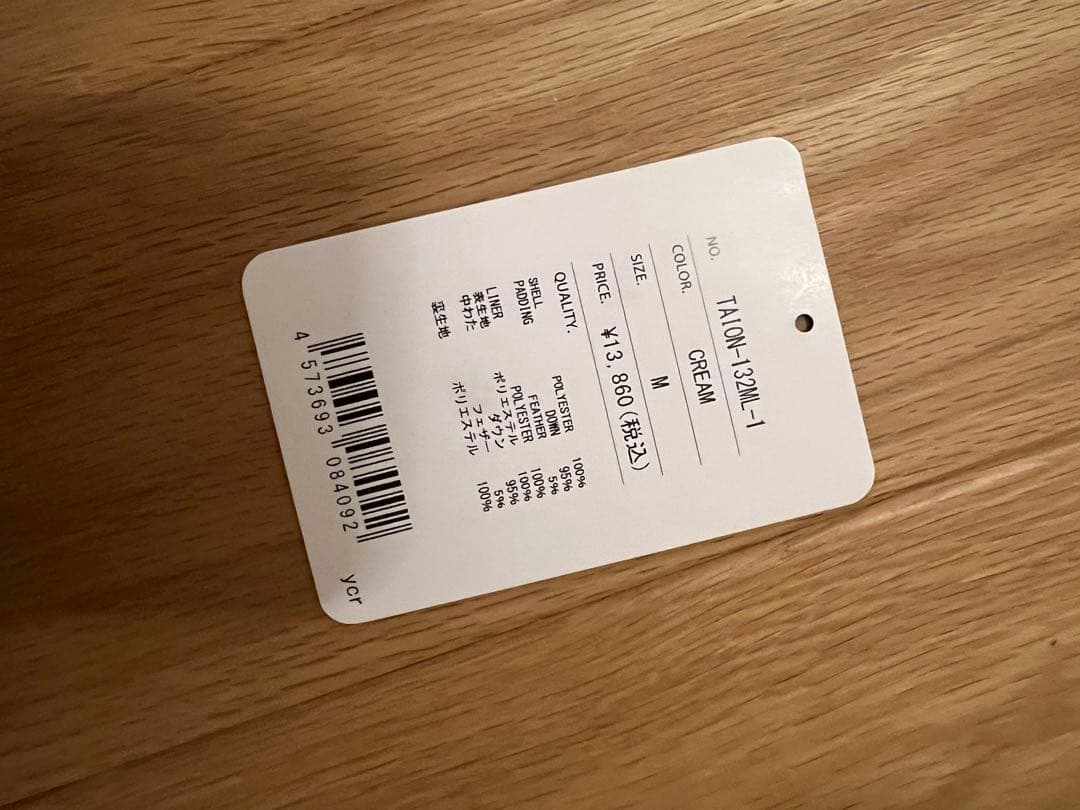 NO. TAION-132ML-1
COLOR. CREAM
SIZE. M
PRICE. ¥13,860(税込)
QUALITY.
SHELL POLYESTER 100%
PADDING DOWN 95%
FEATHER 5%
LINER POLYESTER 100%
表生地 ポリエステル 100%
中わた ダウン 95%
フェザー 5%
裏生地 ポリエステル 100%
4 573693 084092
ycr